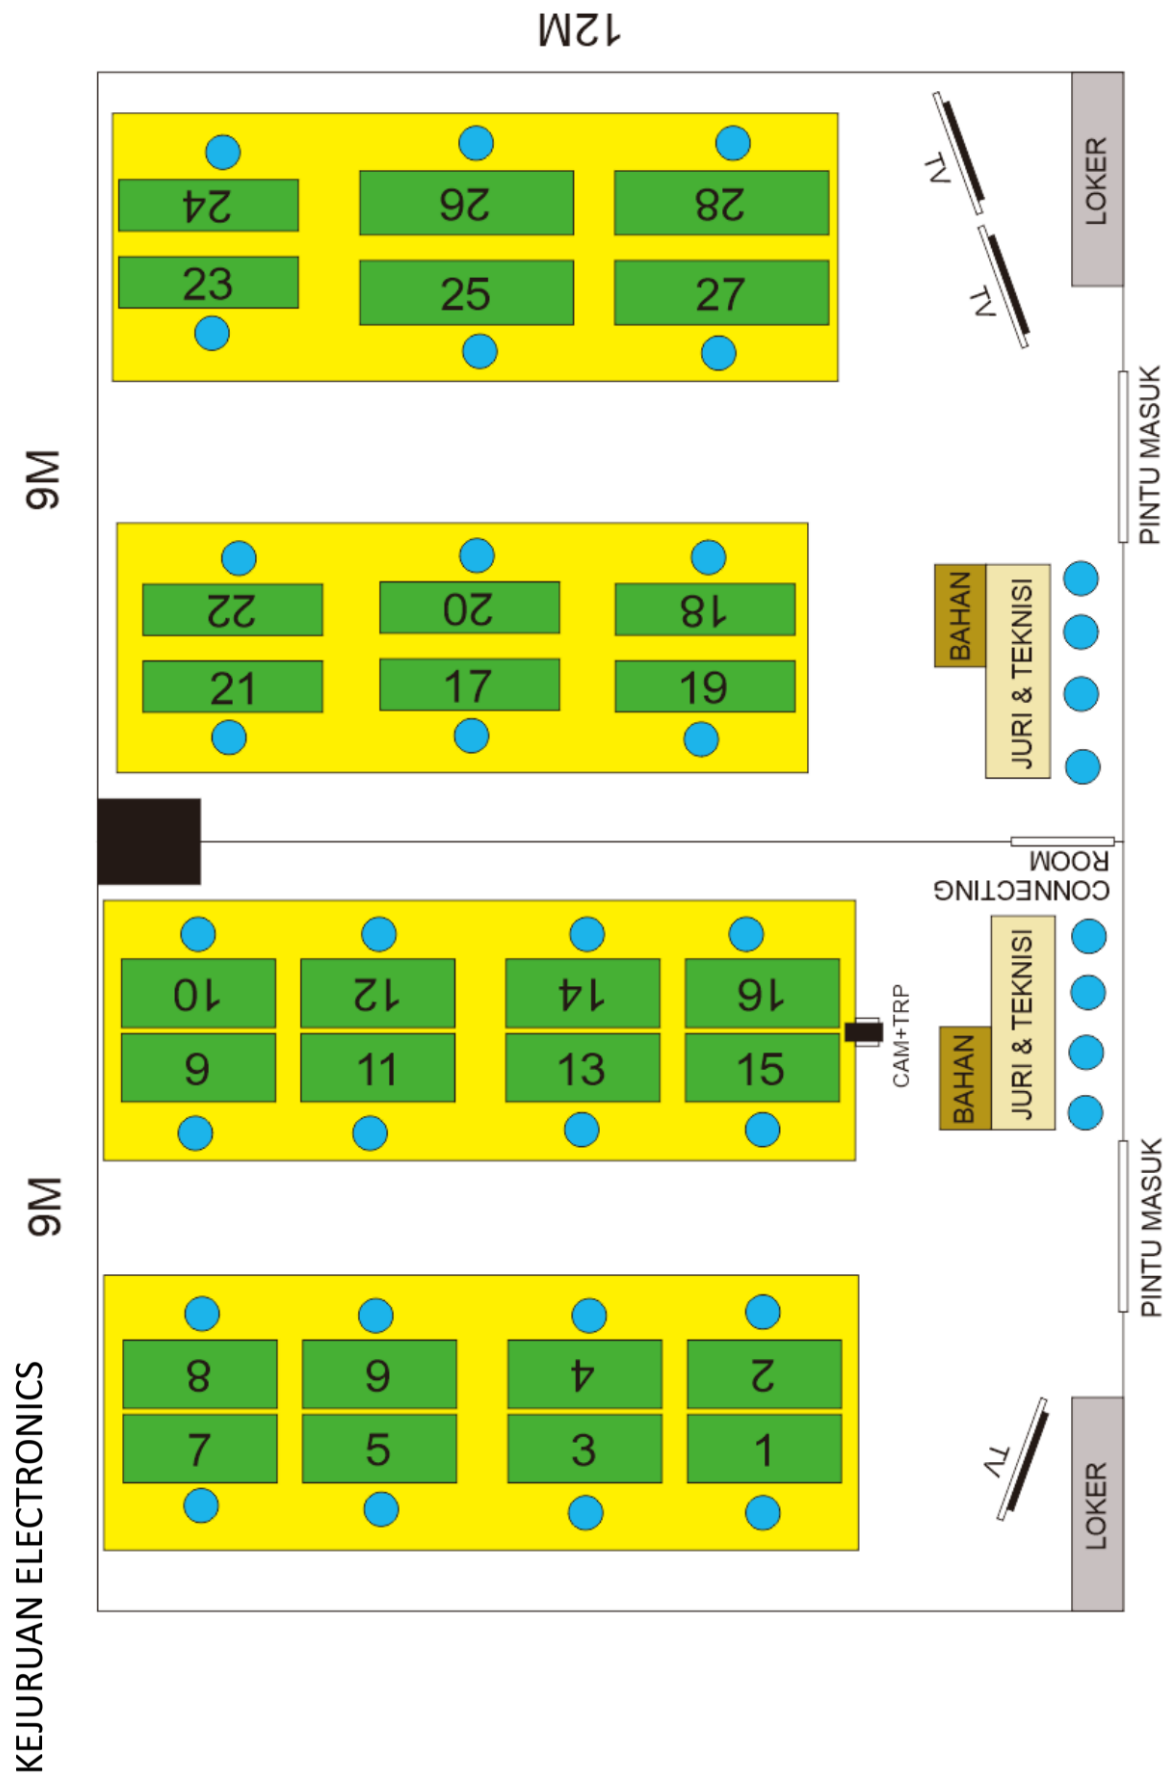 12M
24
26
28
23
25
27
TV
TV
LOKER
9M
PINTU MASUK
22
20
18
21
17
19
BAHAN
JURI & TEKNISI
CONNECTING
ROOM
10
12
14
16
9
11
13
15
CAM+TRP
BAHAN
JURI & TEKNISI
9M
PINTU MASUK
8
6
4
2
7
5
3
1
TV
LOKER
KEJURUAN ELECTRONICS